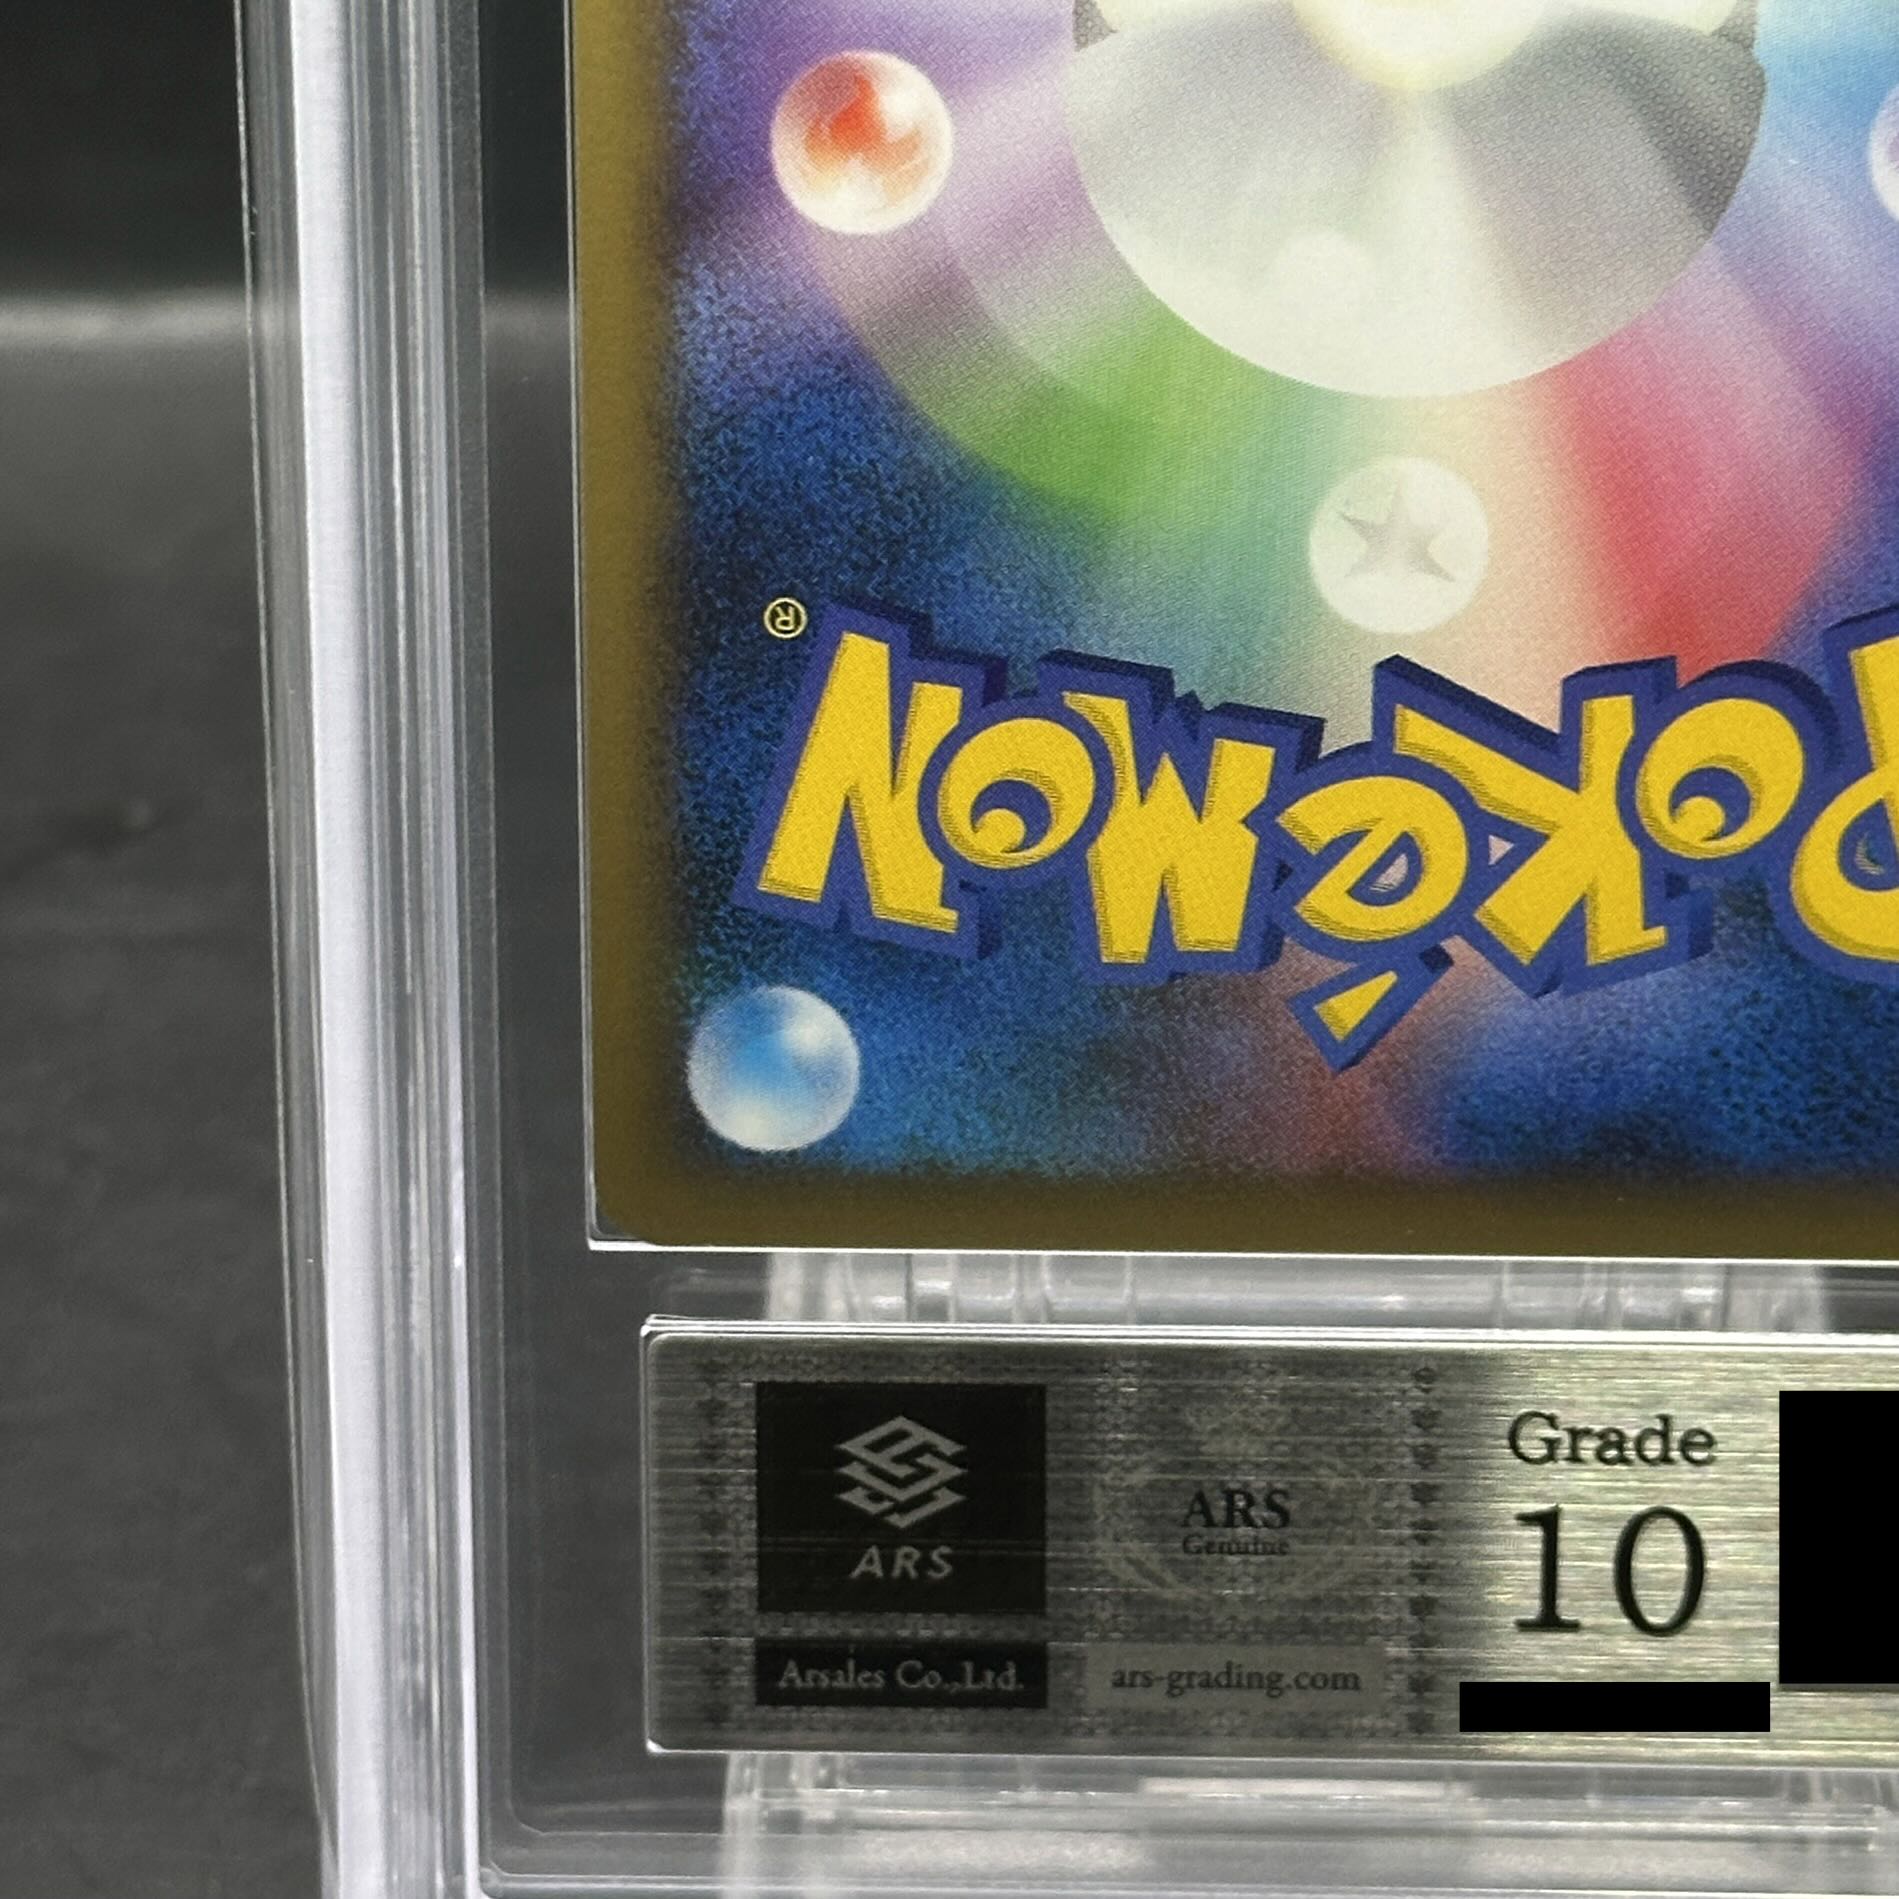 ®
POKéMON
ARS
Arsales Co.,Ltd.
ARS
Genuine
ars-grading.com
Grade
10